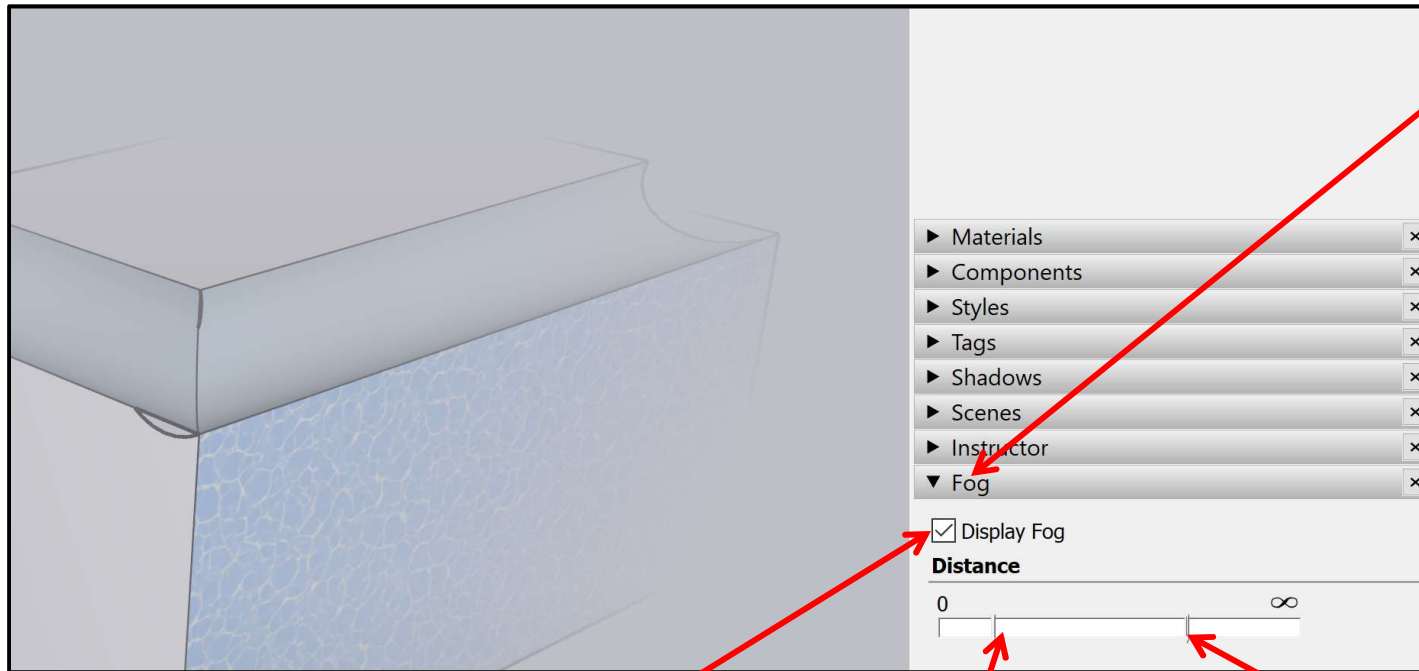 Materials
Components
Styles
Tags
Shadows
Scenes
Instructor
Fog
Display Fog
Distance
0 ∞